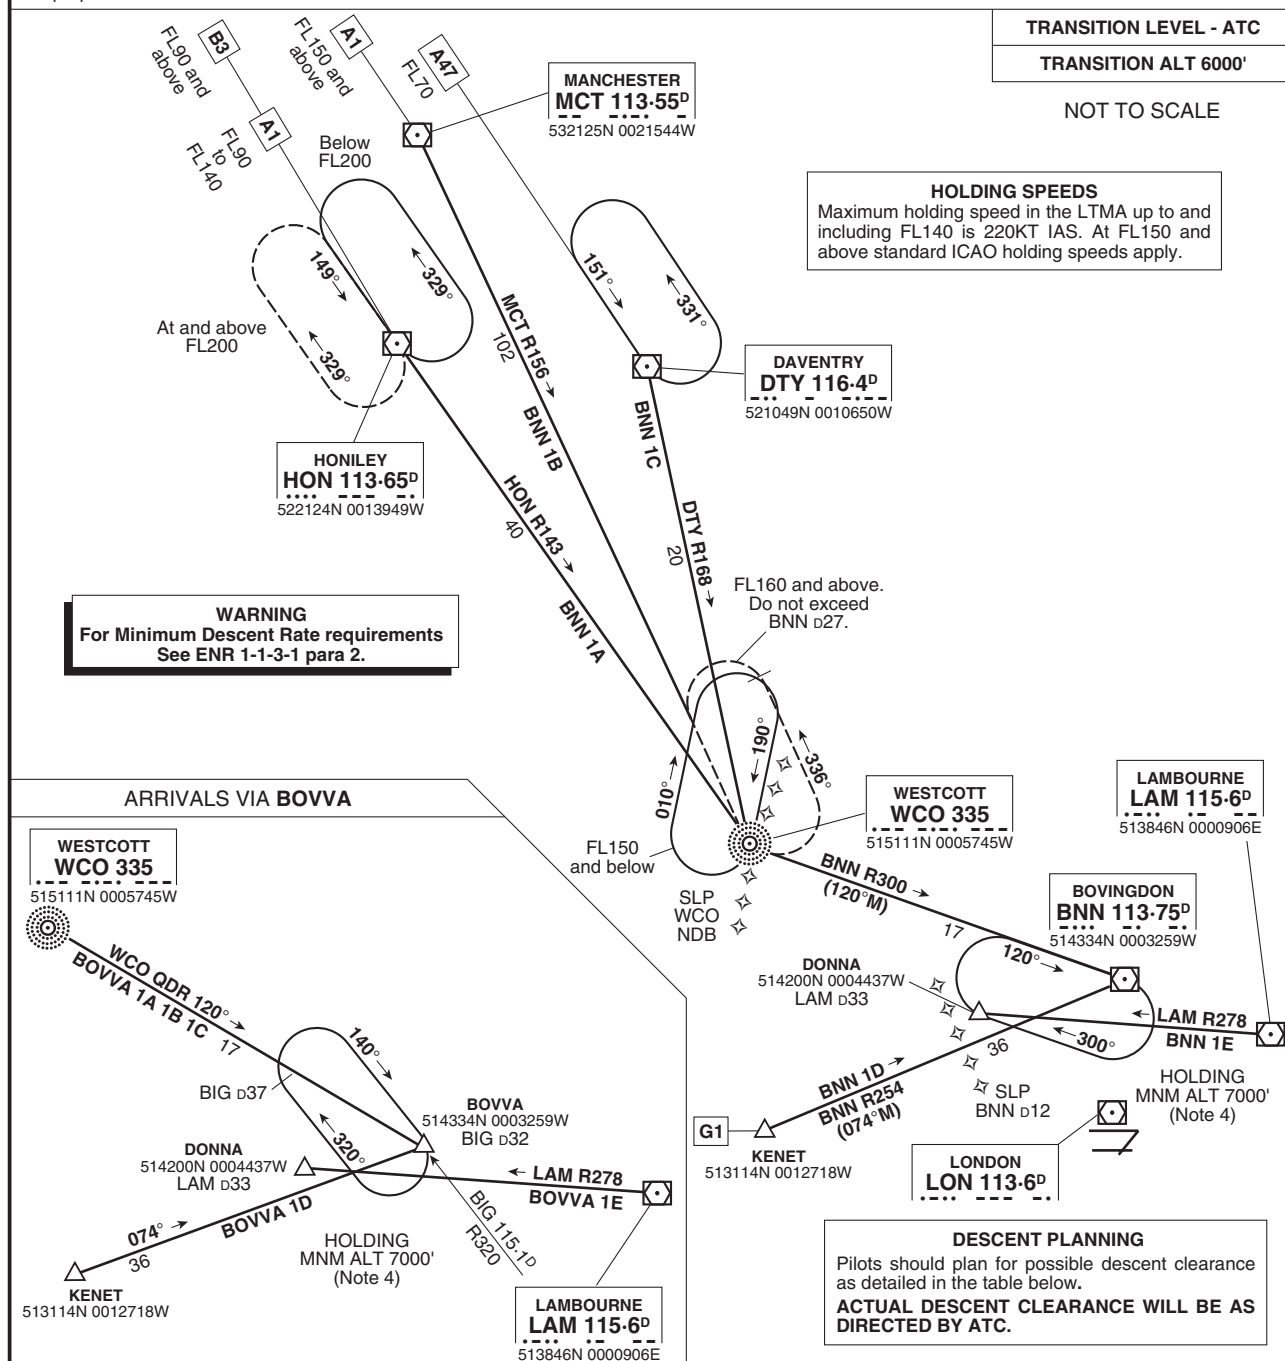 TRANSITION LEVEL - ATC
TRANSITION ALT 6000'
NOT TO SCALE
B3
FL90 and
above
A1
FL150 and
above
A47
FL70
A1
FL90
to
FL140
MANCHESTER
MCT 113·55D
532125N 0021544W
Below
FL200
HOLDING SPEEDS
Maximum holding speed in the LTMA up to and
including FL140 is 220KT IAS. At FL150 and
above standard ICAO holding speeds apply.
149°
329°
151°
331°
At and above
FL200
329°
MCT R156
102
BNN 1B
DAVENTRY
DTY 116·4D
521049N 0010650W
BNN 1C
HONILEY
HON 113·65D
522124N 0013949W
HON R143
40
BNN 1A
DTY R168
20
FL160 and above.
Do not exceed
BNN D27.
WARNING
For Minimum Descent Rate requirements
See ENR 1-1-3-1 para 2.
190°
010°
336°
FL150
and below
SLP
WCO
NDB
WESTCOTT
WCO 335
515111N 0005745W
LAMBOURNE
LAM 115·6D
513846N 0000906E
BNN R300
(120°M)
17
BOVINGDON
BNN 113·75D
514334N 0003259W
120°
DONNA
514200N 0004437W
LAM D33
300°
LAM R278
BNN 1E
36
BNN 1D
BNN R254
(074°M)
SLP
BNN D12
HOLDING
MNM ALT 7000'
(Note 4)
G1
KENET
513114N 0012718W
LONDON
LON 113·6D
DESCENT PLANNING
Pilots should plan for possible descent clearance
as detailed in the table below.
ACTUAL DESCENT CLEARANCE WILL BE AS
DIRECTED BY ATC.
ARRIVALS VIA BOVVA
WESTCOTT
WCO 335
515111N 0005745W
WCO QDR 120°
BOVVA 1A 1B 1C
17
140°
BIG D37
320°
BOVVA
514334N 0003259W
BIG D32
DONNA
514200N 0004437W
LAM D33
LAM R278
BOVVA 1E
074°
36
BOVVA 1D
BIG 115·1D
R320
HOLDING
MNM ALT 7000'
(Note 4)
KENET
513114N 0012718W
LAMBOURNE
LAM 115·6D
513846N 0000906E